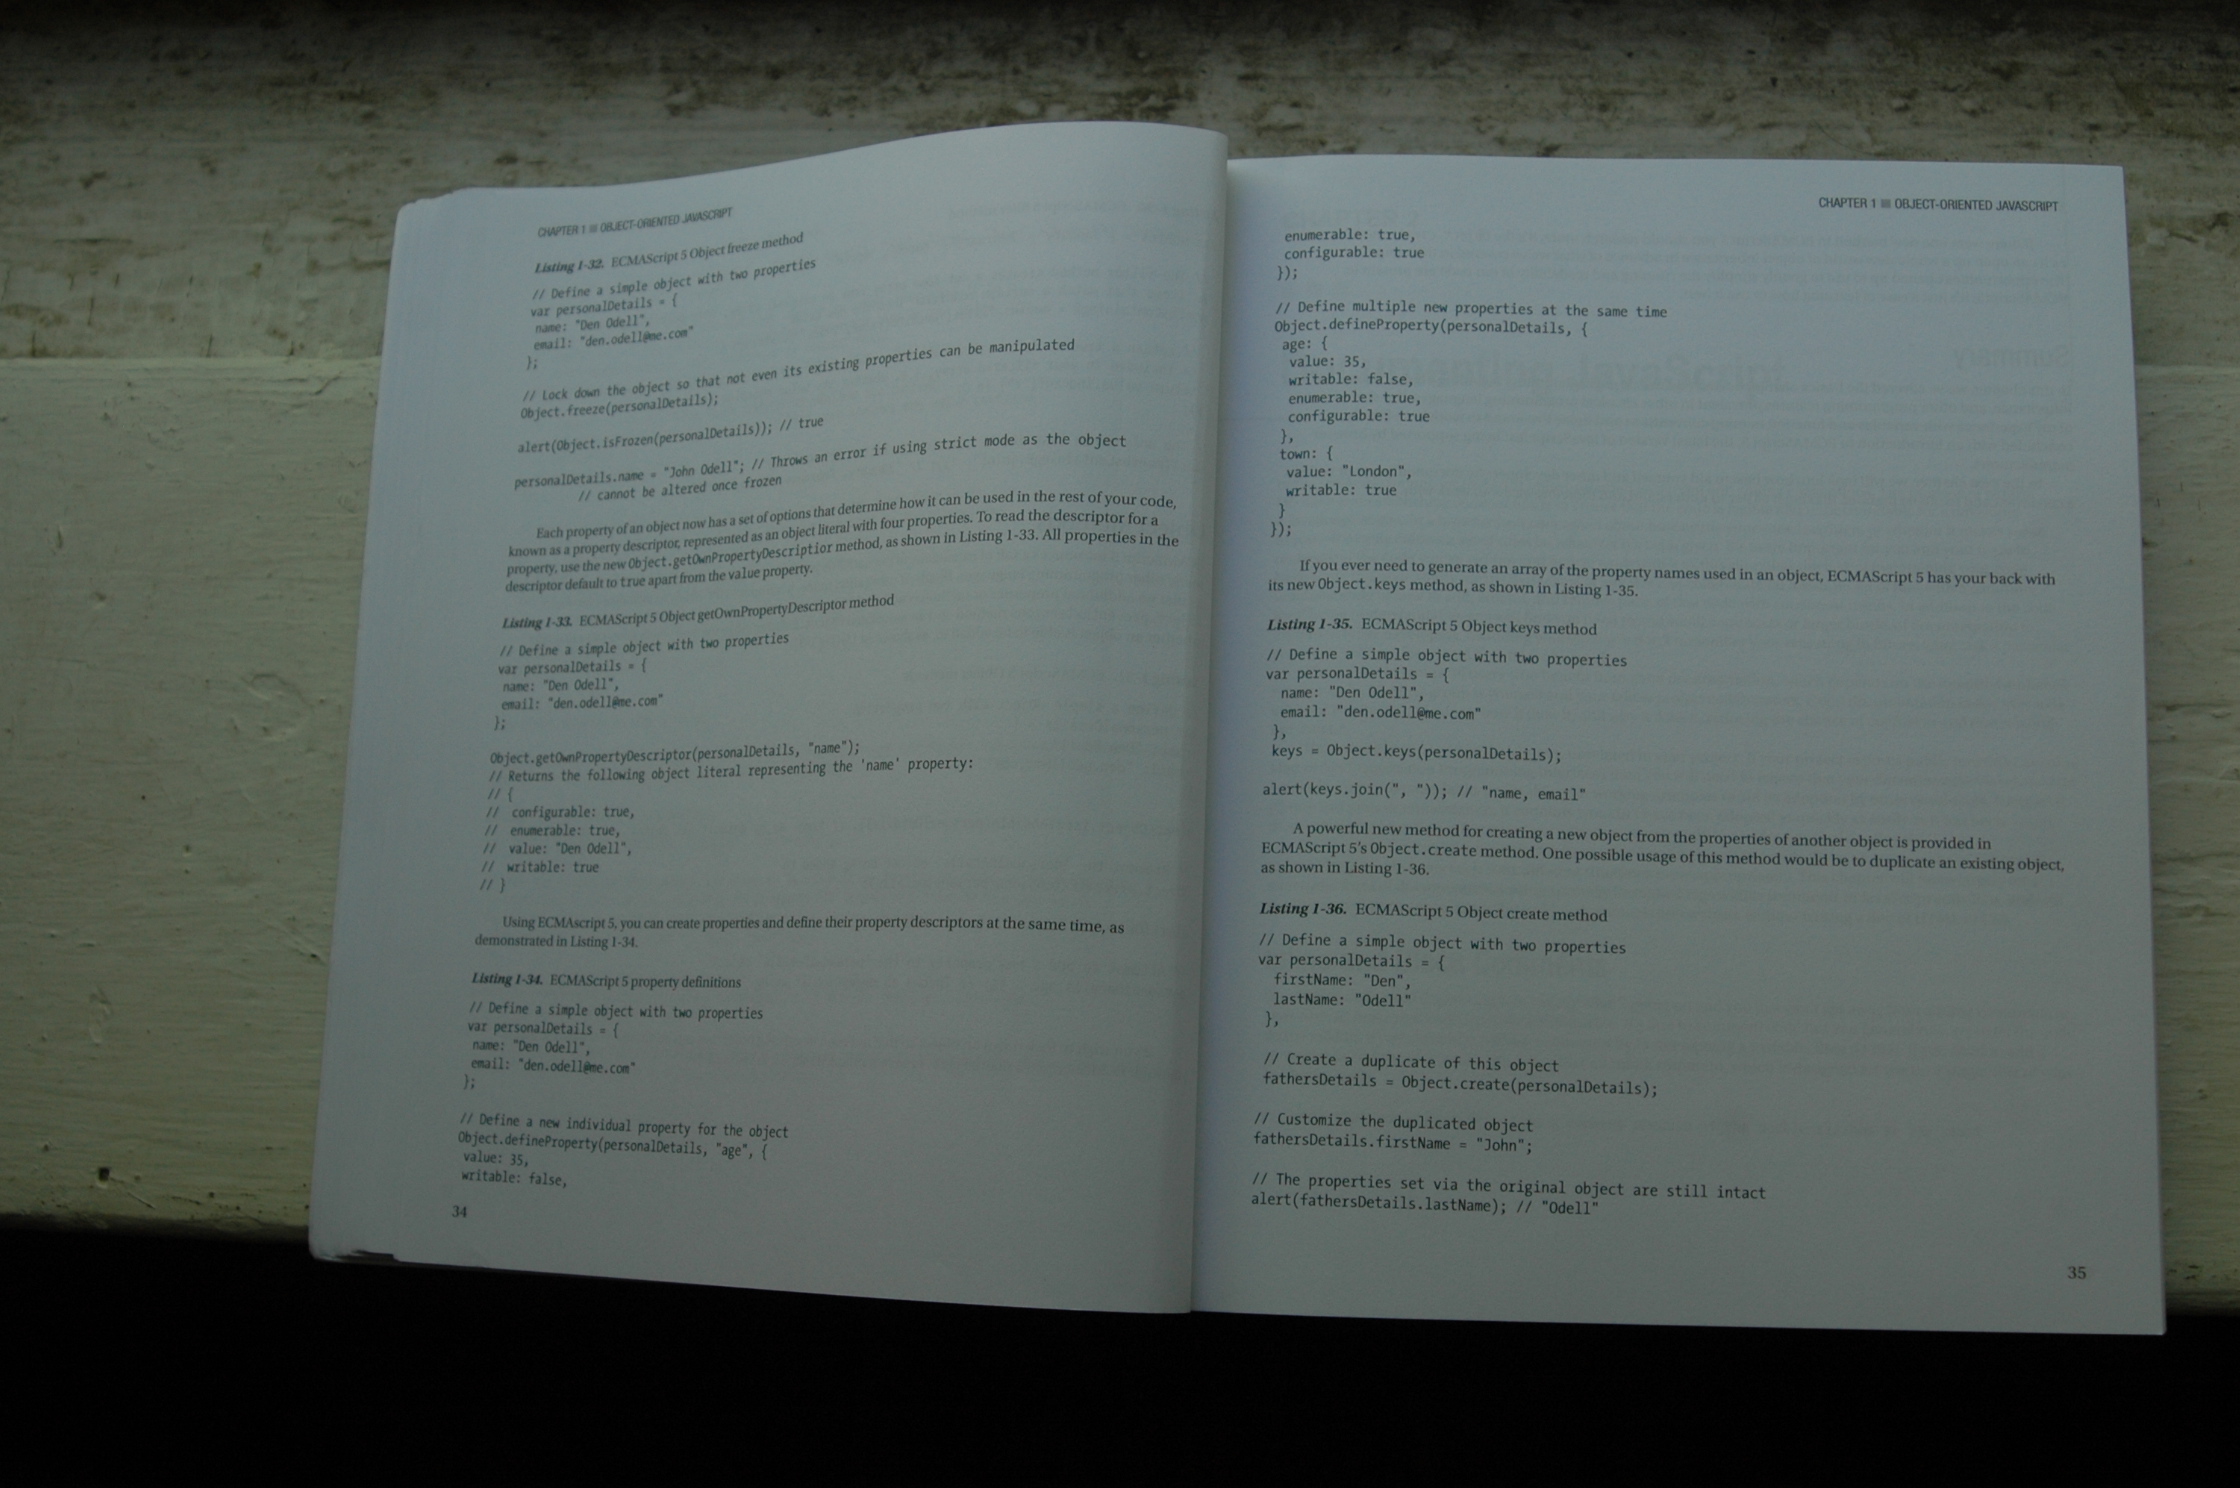 CHAPTER 1 ■ OBJECT-ORIENTED JAVASCRIPT
Listing 1-32. ECMAScript 5 Object freeze method
// Define a simple object with two properties
var personalDetails = {
name: "Den Odell",
email: "den.odell@me.com"
};
// Lock down the object so that not even its existing properties can be manipulated
Object.freeze(personalDetails);
alert(Object.isFrozen(personalDetails)); // true
personalDetails.name = "John Odell"; // Throws an error if using strict mode as the object
// cannot be altered once frozen
Each property of an object now has a set of options that determine how it can be used in the rest of your code,
known as a property descriptor, represented as an object literal with four properties. To read the descriptor for a
property, use the new Object.getOwnPropertyDescriptior method, as shown in Listing 1-33. All properties in the
descriptor default to true apart from the value property.
Listing 1-33. ECMAScript 5 Object getOwnPropertyDescriptor method
// Define a simple object with two properties
var personalDetails = {
name: "Den Odell",
email: "den.odell@me.com"
};
Object.getOwnPropertyDescriptor(personalDetails, "name");
// Returns the following object literal representing the 'name' property:
// {
// configurable: true,
// enumerable: true,
// value: "Den Odell",
// writable: true
// }
Using ECMAscript 5, you can create properties and define their property descriptors at the same time, as
demonstrated in Listing 1-34.
Listing 1-34. ECMAScript 5 property definitions
// Define a simple object with two properties
var personalDetails = {
name: "Den Odell",
email: "den.odell@me.com"
};
// Define a new individual property for the object
Object.defineProperty(personalDetails, "age", {
value: 35,
writable: false,
34
CHAPTER 1 ■ OBJECT-ORIENTED JAVASCRIPT
enumerable: true,
configurable: true
});
// Define multiple new properties at the same time
Object.defineProperty(personalDetails, {
age: {
value: 35,
writable: false,
enumerable: true,
configurable: true
},
town: {
value: "London",
writable: true
}
});
If you ever need to generate an array of the property names used in an object, ECMAScript 5 has your back with
its new Object.keys method, as shown in Listing 1-35.
Listing 1-35. ECMAScript 5 Object keys method
// Define a simple object with two properties
var personalDetails = {
name: "Den Odell",
email: "den.odell@me.com"
},
keys = Object.keys(personalDetails);
alert(keys.join(", ")); // "name, email"
A powerful new method for creating a new object from the properties of another object is provided in
ECMAScript 5's Object.create method. One possible usage of this method would be to duplicate an existing object,
as shown in Listing 1-36.
Listing 1-36. ECMAScript 5 Object create method
// Define a simple object with two properties
var personalDetails = {
firstName: "Den",
lastName: "Odell"
},
// Create a duplicate of this object
fathersDetails = Object.create(personalDetails);
// Customize the duplicated object
fathersDetails.firstName = "John";
// The properties set via the original object are still intact
alert(fathersDetails.lastName); // "Odell"
35